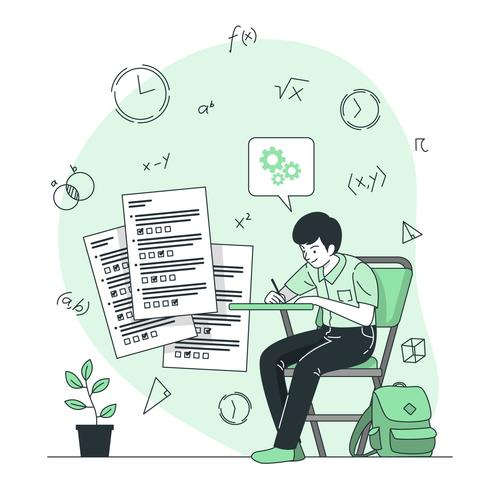 f(x)
√x
aᵇ
π
x-y
a b
(x,y)
x²
(a,b)